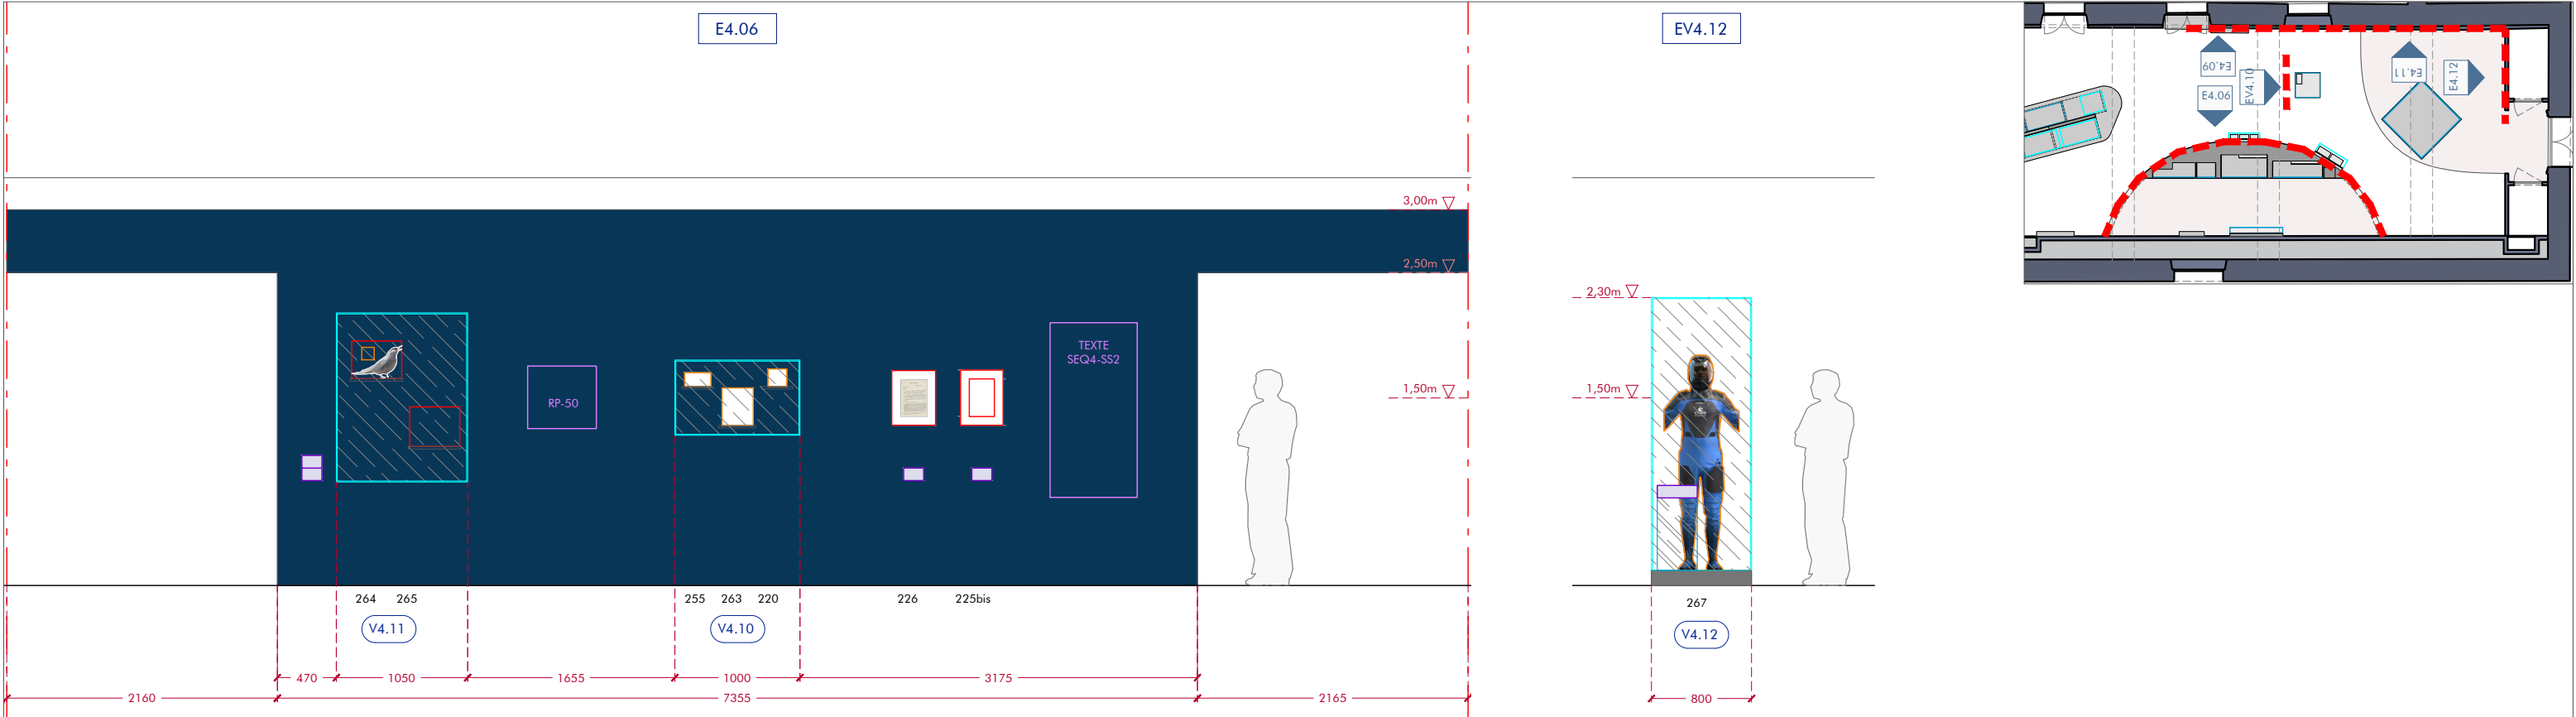 E4.06
EV4.12
E4.09
E4.06
EV4.10
E4.11
E4.12
3,00m
2,50m
1,50m
2,30m
1,50m
RP-50
TEXTE
SEQ4-SS2
264 265
255 263 220
226 225bis
267
V4.11
V4.10
V4.12
470 1050 1655 1000 3175
2160 7355 2165
800